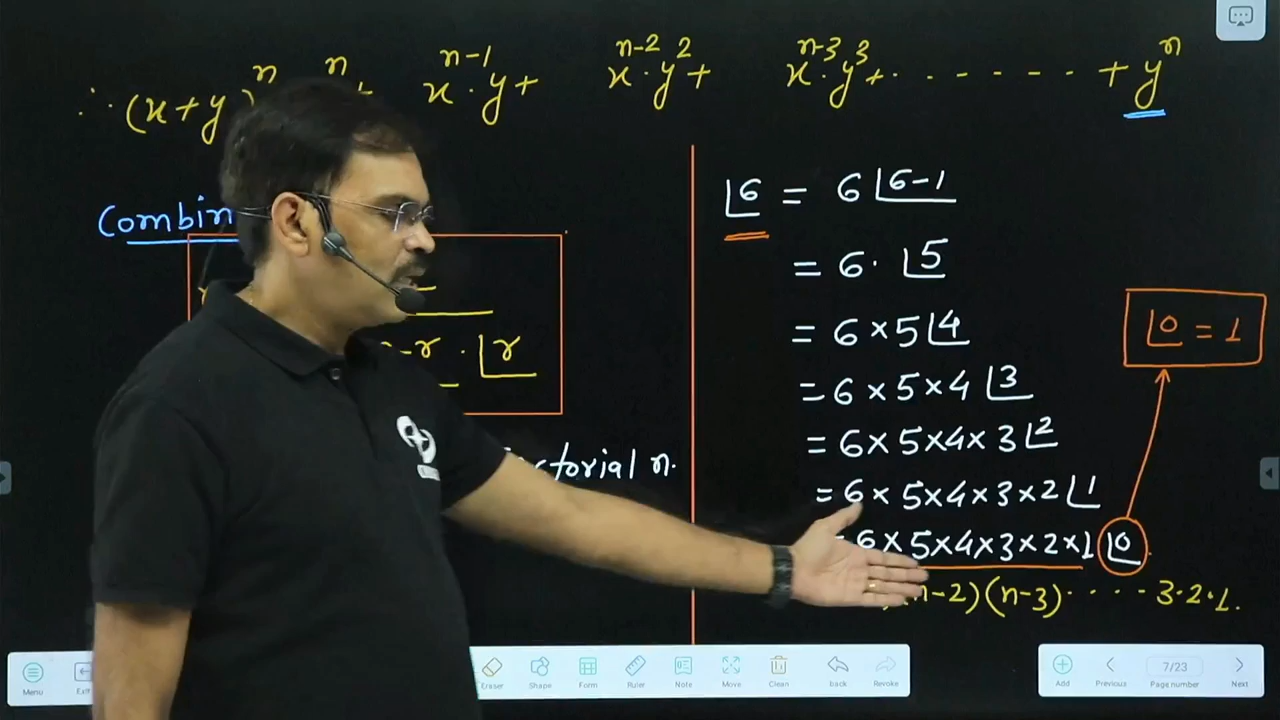 ∴ (x+y)ⁿ xⁿ⁻¹·y+ xⁿ⁻²·y²+ xⁿ⁻³·y³+ . . . . . - - - - - - + yⁿ
Combin
-r . |r
ctorial n.
|6 = 6 |6-1
= 6. |5
= 6×5 |4
= 6×5×4 |3
= 6×5×4×3 |2
= 6×5×4×3×2 |1
= 6×5×4×3×2×1 |0
|0 = 1
-2)(n-3)· · · · - - 3·2·1.
Menu
Exit
Eraser
Shape
Form
Ruler
Note
Move
Clean
back
Revoke
Add
Previous
7/23
Page number
Next